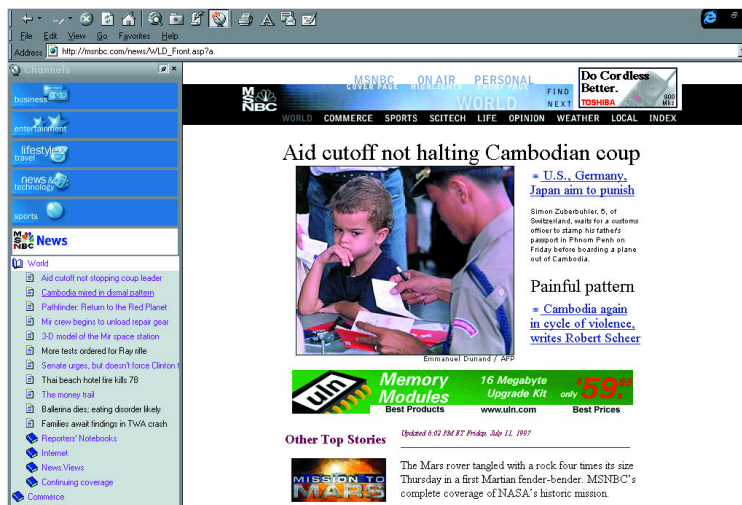 File Edit View Go Favorites Help
Address http://msnbc.com/news/WLD_Front.asp?a
Channels
business
entertainment
lifestyle&
travel
news &
technology
sports
MSNBC News
World
Aid cutoff not stopping coup leader
Cambodia mired in dismal pattern
Pathfinder: Return to the Red Planet
Mir crew begins to unload repair gear
3-D model of the Mir space station
More tests ordered for Ray rifle
Senate urges, but doesn't force Clinton t
Thai beach hotel fire kills 78
The money trail
Ballerina dies; eating disorder likely
Families await findings in TWA crash
Reporters' Notebooks
Internet
News.Views
Continuing coverage
Commerce
MSNBC ON AIR PERSONAL
COVER PAGE HIGHLIGHTS FRONT PAGE
MSNBC
WORLD
FIND
NEXT
Do Cordless
Better.
TOSHIBA
900
MHz
WORLD COMMERCE SPORTS SCITECH LIFE OPINION WEATHER LOCAL INDEX
Aid cutoff not halting Cambodian coup
U.S., Germany,
Japan aim to punish
Simon Zuberbuhler, 5, of
Switzerland, waits for a customs
officer to stamp his father's
passport in Phnom Penh on
Friday before boarding a plane
out of Cambodia.
Painful pattern
Cambodia again
in cycle of violence,
writes Robert Scheer
Emmanuel Dunand / AFP
uln
Memory
Modules
Best Products
16 Megabyte
Upgrade Kit
www.uln.com
only $59.
Best Prices
Other Top Stories
Updated 6:02 PM ET Friday, July 11, 1997
MISSION TO
MARS
The Mars rover tangled with a rock four times its size
Thursday in a first Martian fender-bender. MSNBC's
complete coverage of NASA's historic mission.